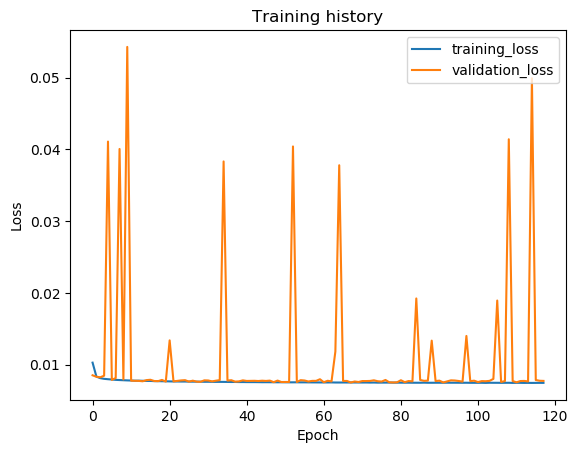 Training history
training_loss
validation_loss
0.05
0.04
0.03
0.02
0.01
Loss
0 20 40 60 80 100 120
Epoch